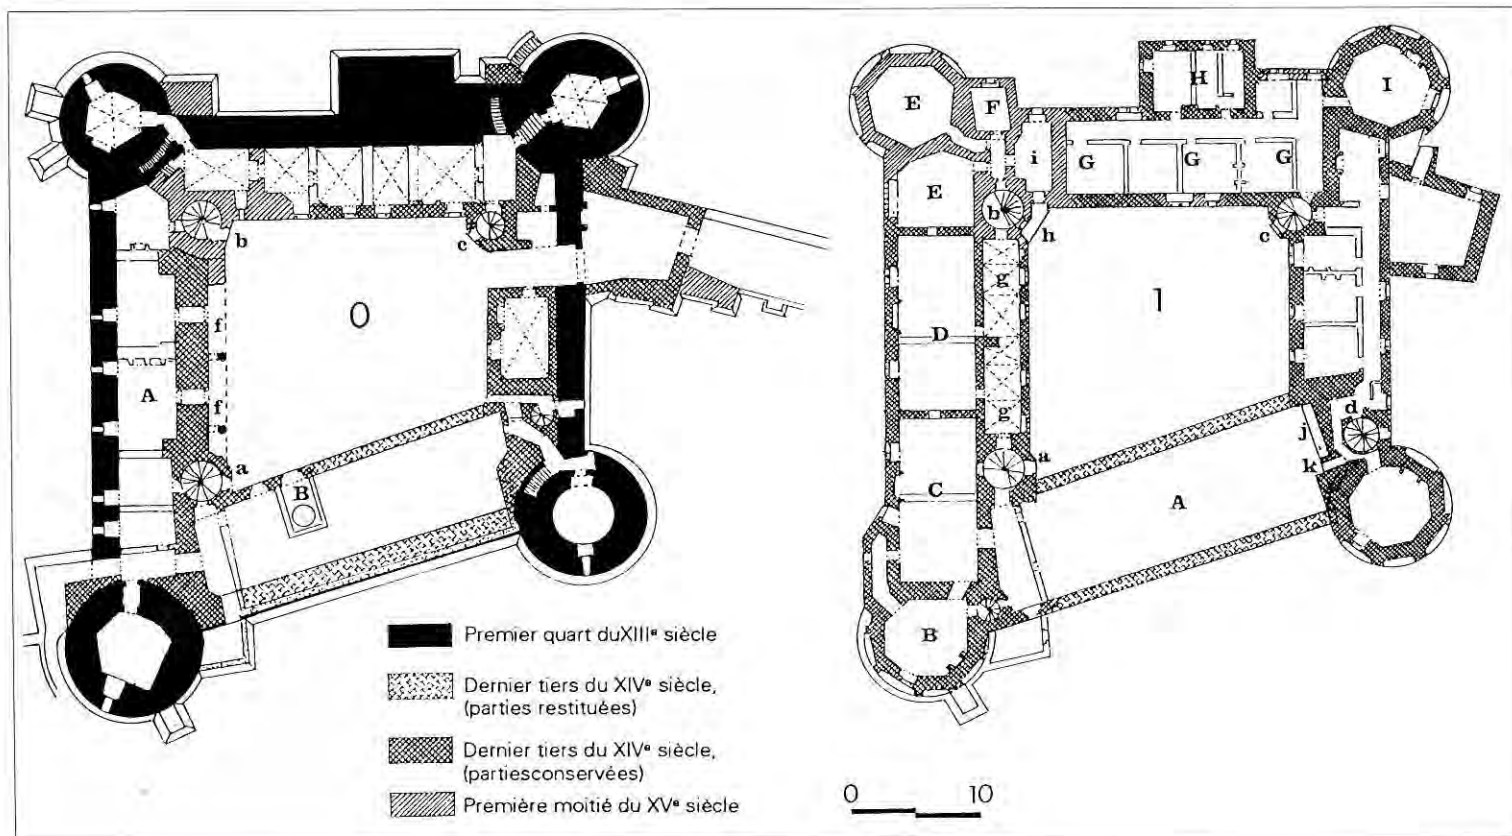 b
c
0
f
A
f
a
B
H
I
E
F
i
G
G
G
E
b
h
c
g
1
D
g
d
j
a
k
C
A
B
Premier quart duXIIIᵉ siècle
Dernier tiers du XIVᵉ siècle,
(parties restituées)
Dernier tiers du XIVᵉ siècle,
(partiesconservées)
Première moitié du XVᵉ siècle
0 10